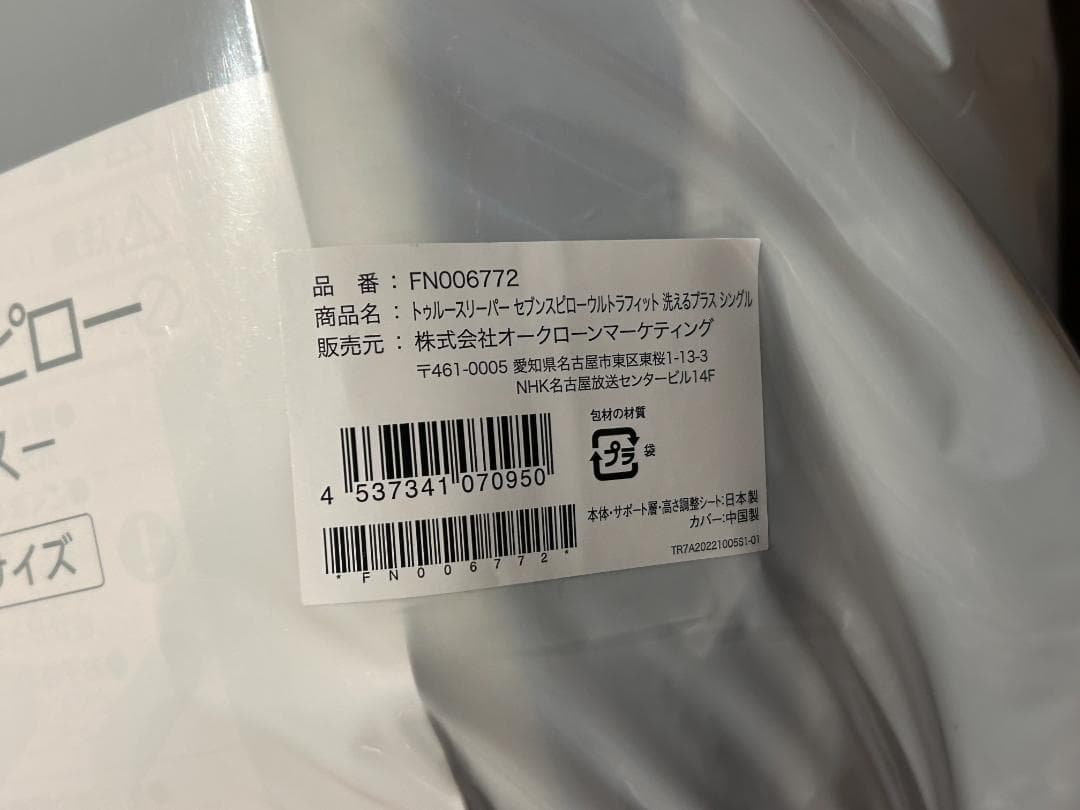 品 番 : FN006772
商品名 : トゥルースリーパー セブンスピローウルトラフィット 洗えるプラス シングル
販売元 : 株式会社オークローンマーケティング
〒461-0005 愛知県名古屋市東区東桜1-13-3
NHK名古屋放送センタービル14F
包材の材質
プラ 袋
4 537341 070950
*FN006772*
本体・サポート層・高さ調整シート:日本製
カバー:中国製
TR7A20221005S1-01
ピロー
スー
サイズ